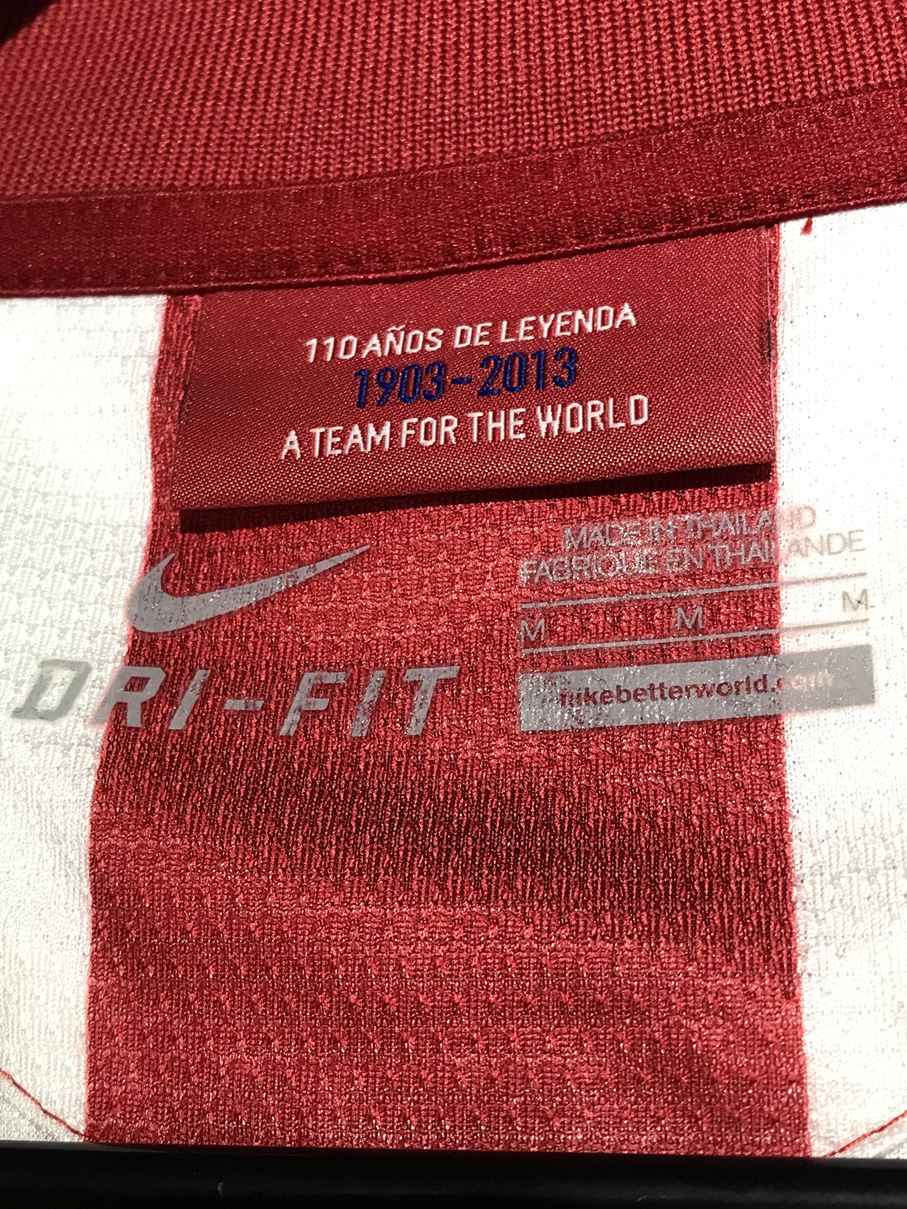 110 AÑOS DE LEYENDA
1903-2013
A TEAM FOR THE WORLD
MADE IN THAILAND
FABRIQUE EN THAILANDE
M M M
nikebetterworld.com
DRI-FIT